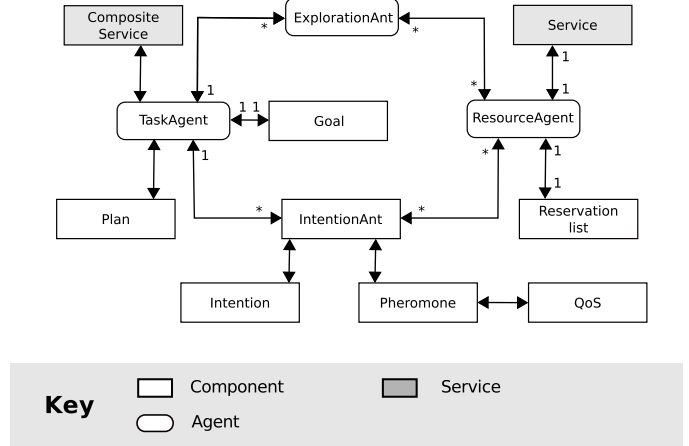 Composite
Service
ExplorationAnt
Service
*
*
1
1
*
1
1 1
TaskAgent
Goal
ResourceAgent
1
*
1
1
Plan
*
IntentionAnt
*
Reservation
list
Intention
Pheromone
QoS
Key
Component
Service
Agent